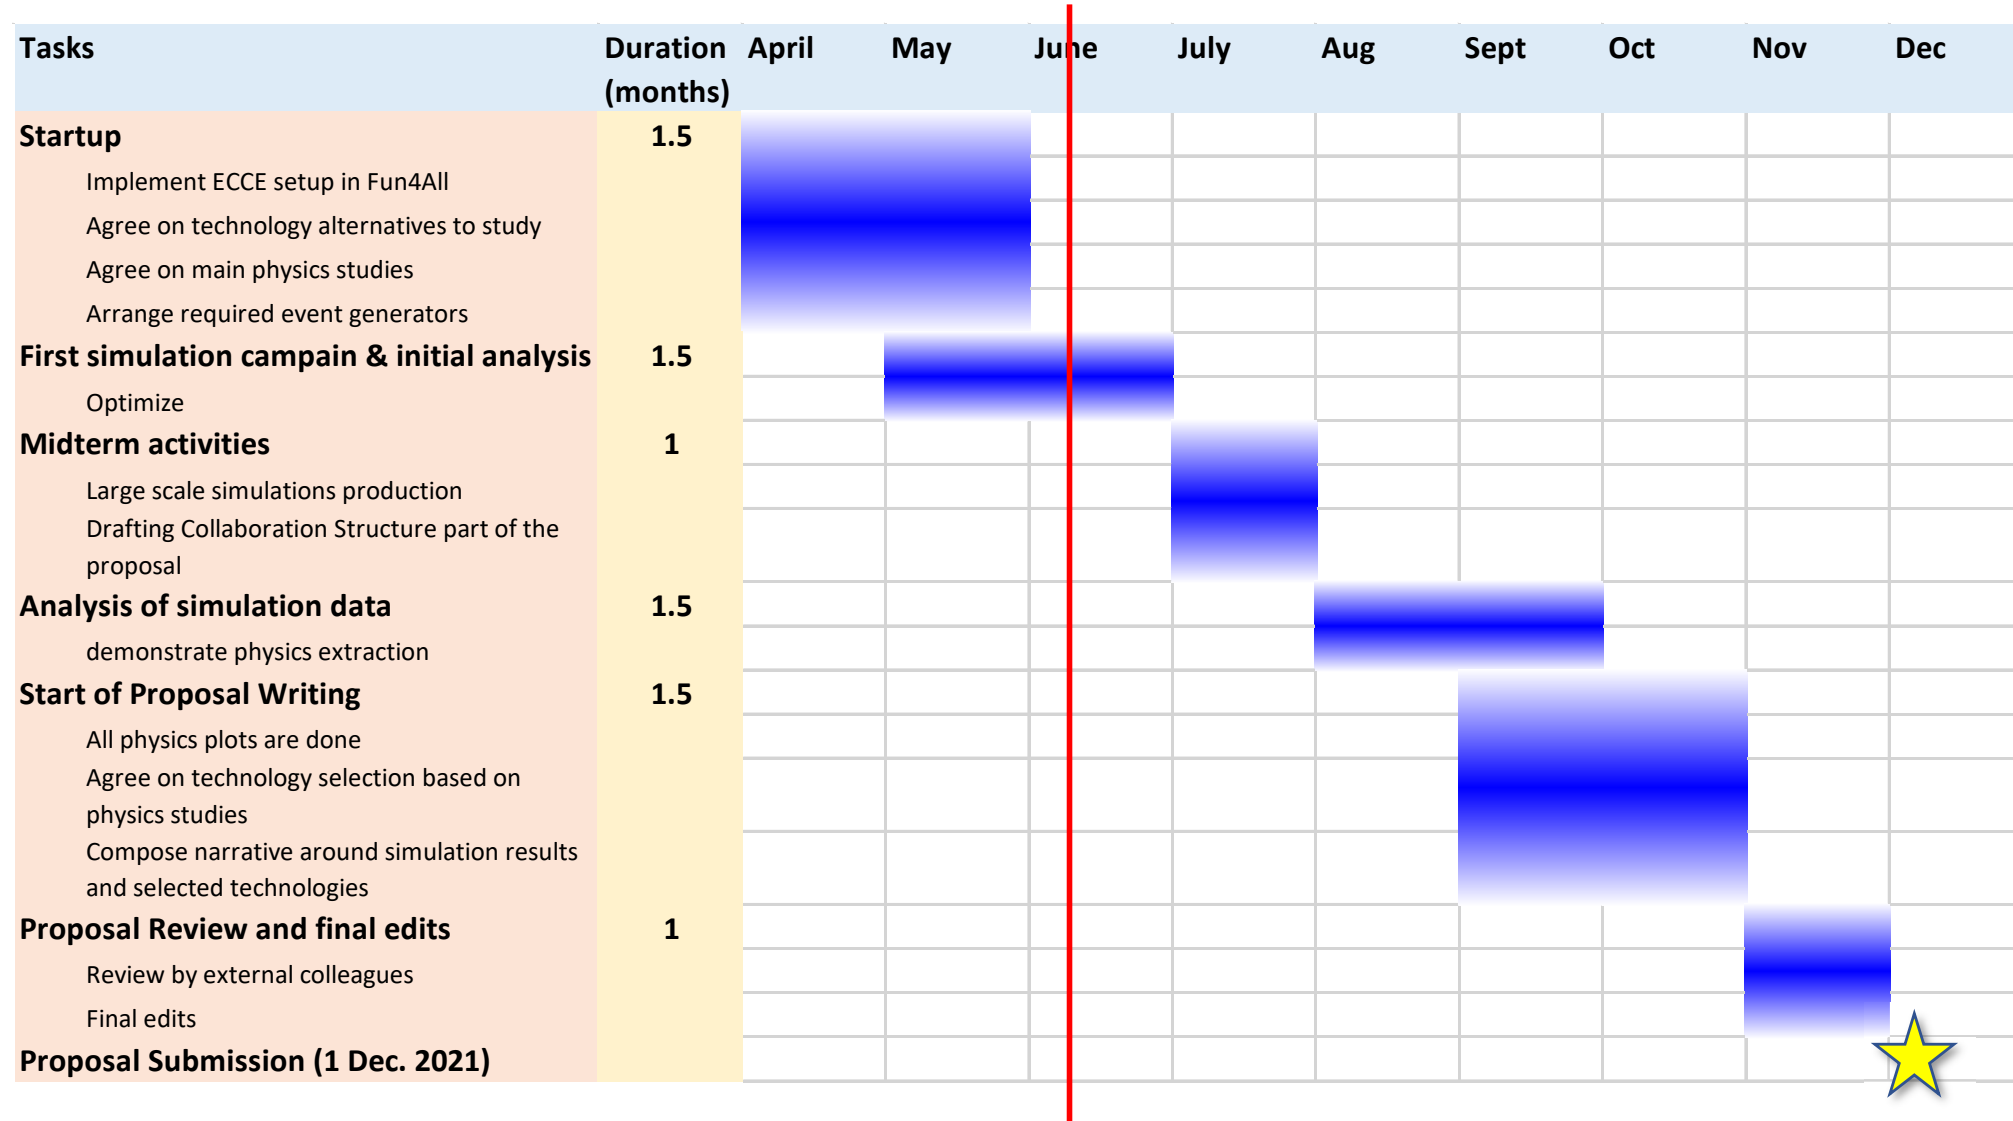 Tasks Duration April May June July Aug Sept Oct Nov Dec
(months)
Startup 1.5
Implement ECCE setup in Fun4All
Agree on technology alternatives to study
Agree on main physics studies
Arrange required event generators
First simulation campain & initial analysis 1.5
Optimize
Midterm activities 1
Large scale simulations production
Drafting Collaboration Structure part of the
proposal
Analysis of simulation data 1.5
demonstrate physics extraction
Start of Proposal Writing 1.5
All physics plots are done
Agree on technology selection based on
physics studies
Compose narrative around simulation results
and selected technologies
Proposal Review and final edits 1
Review by external colleagues
Final edits
Proposal Submission (1 Dec. 2021)